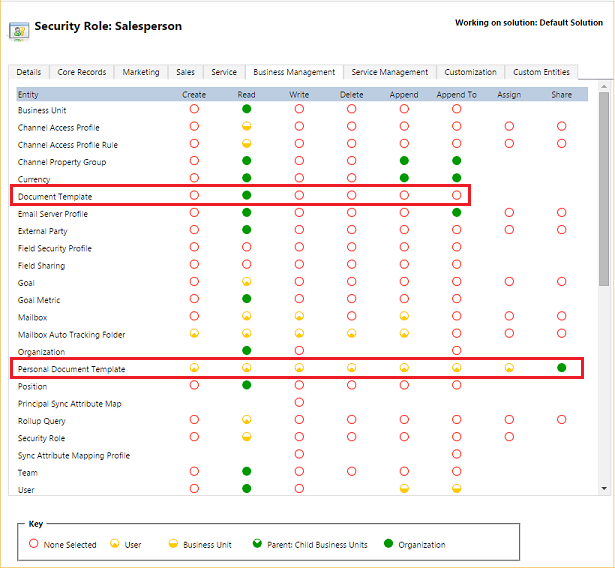 Security Role: Salesperson
Working on solution: Default Solution
Details Core Records Marketing Sales Service Business Management Service Management Customization Custom Entities
Entity Create Read Write Delete Append Append To Assign Share
Business Unit
Channel Access Profile
Channel Access Profile Rule
Channel Property Group
Currency
Document Template
Email Server Profile
External Party
Field Security Profile
Field Sharing
Goal
Goal Metric
Mailbox
Mailbox Auto Tracking Folder
Organization
Personal Document Template
Position
Principal Sync Attribute Map
Rollup Query
Security Role
Sync Attribute Mapping Profile
Team
User
Key
None Selected User Business Unit Parent: Child Business Units Organization